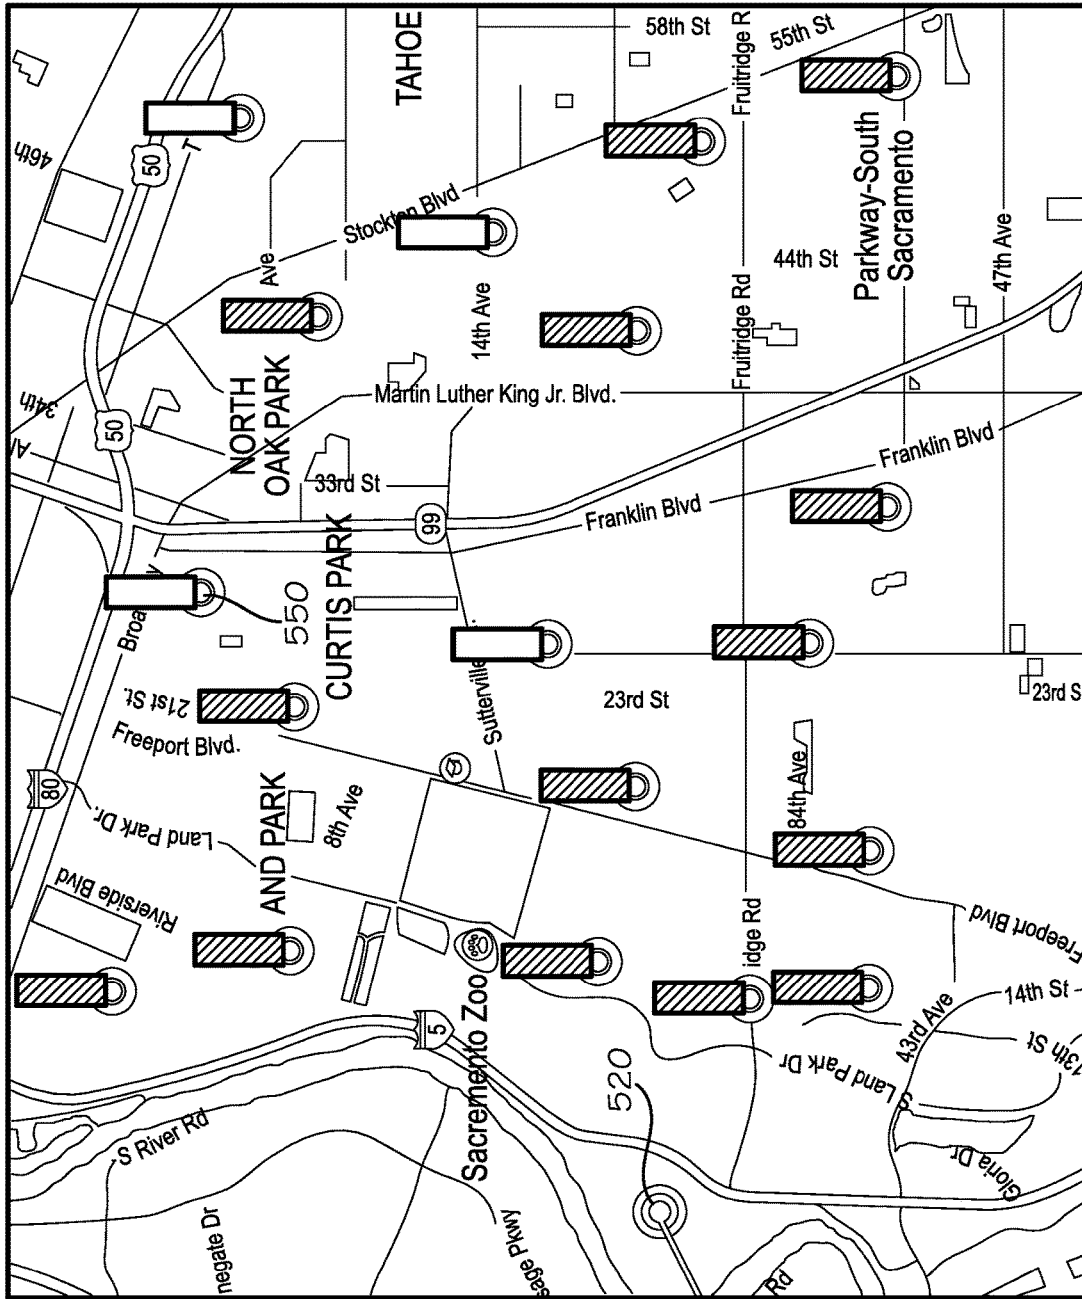 TAHOE
58th St
Fruitridge R
55th St
46th
50
T
Stockton Blvd
Ave
14th Ave
Fruitridge Rd
44th St
Parkway-South
Sacramento
47th Ave
34th
50
NORTH
OAK PARK
Martin Luther King Jr. Blvd.
Al
33rd St
99
Franklin Blvd
Franklin Blvd
CURTIS PARK
Broa
y
550
21st St.
Freeport Blvd.
Sutterville
23rd St
23rd S
80
Land Park Dr.
8th Ave
84th Ave
AND PARK
Riverside Blvd
Freeport Blvd
idge Rd
Sacremento Zoo
5
43rd Ave
14th St
13th St
S Land Park Dr
520
S River Rd
Gloria Dr
negate Dr
sage Pkwy
Rd